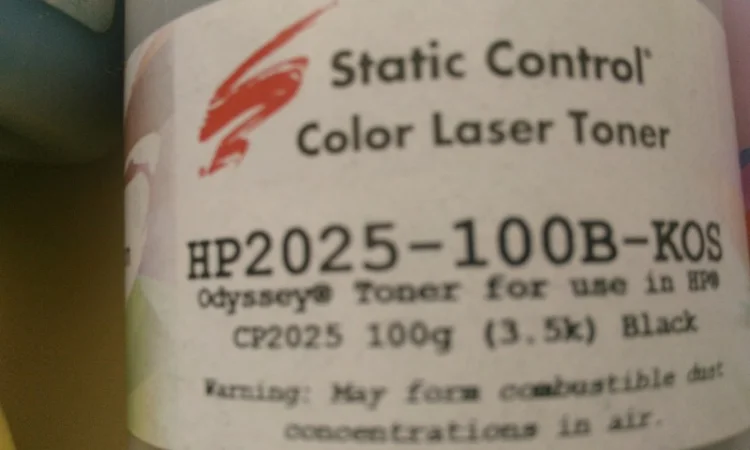 Static Control®
Color Laser Toner
HP2025-100B-KOS
Odyssey® Toner for use in HP®
CP2025 100g (3.5k) Black
Warning: May form combustible dust
concentrations in air.